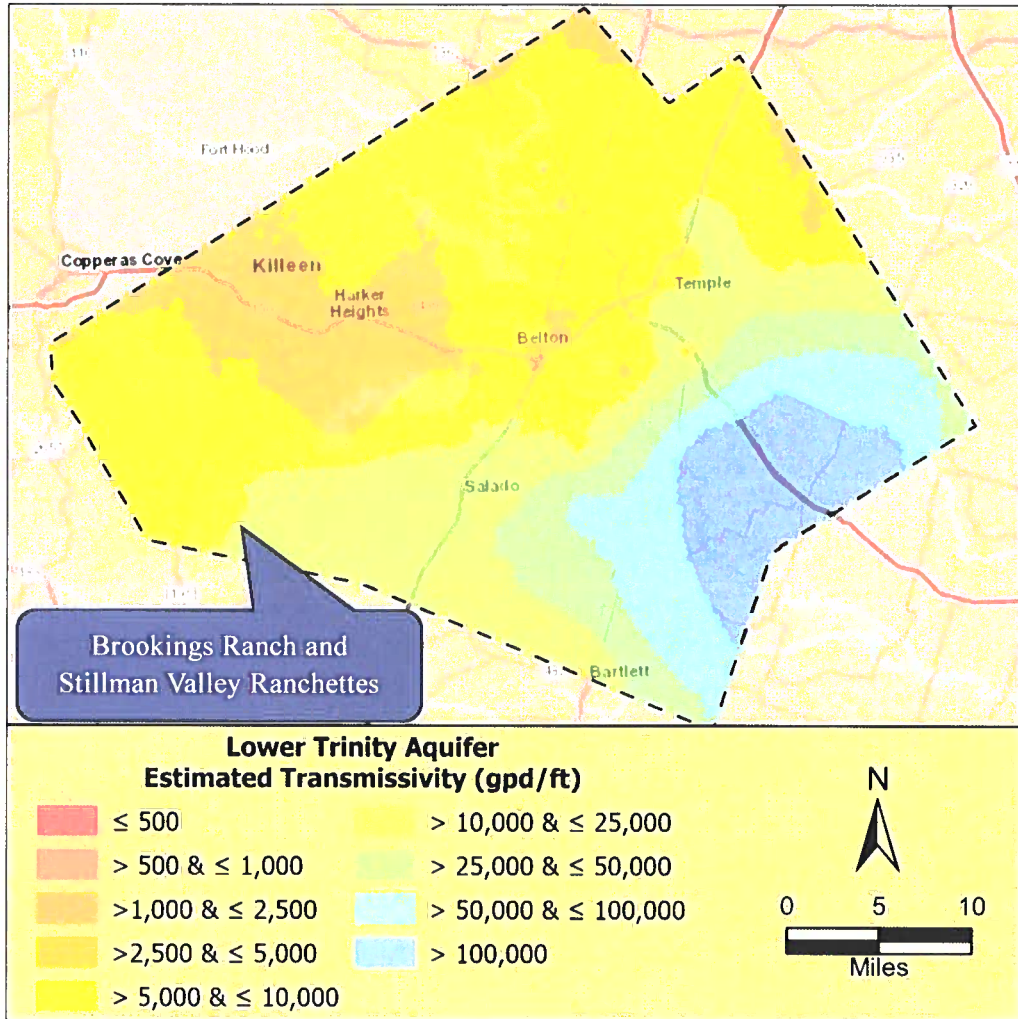 Fort Hood
Copperas Cove
Killeen
Harker
Heights
Temple
Belton
Salado
Brookings Ranch and
Stillman Valley Ranchettes
Bartlett
Lower Trinity Aquifer
Estimated Transmissivity (gpd/ft)
≤ 500
> 500 & ≤ 1,000
>1,000 & ≤ 2,500
>2,500 & ≤ 5,000
> 5,000 & ≤ 10,000
> 10,000 & ≤ 25,000
> 25,000 & ≤ 50,000
> 50,000 & ≤ 100,000
> 100,000
N
0 5 10
Miles